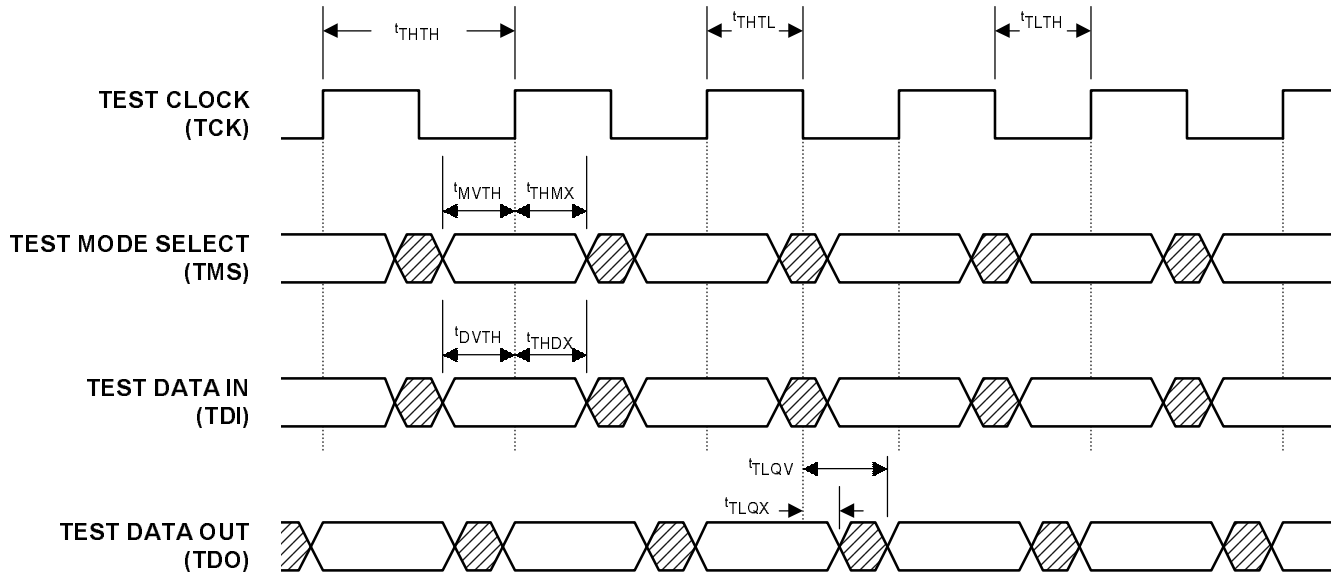 tTHTH
tTHTL
tTLTH
TEST CLOCK
(TCK)
tMVTH
tTHMX
TEST MODE SELECT
(TMS)
tDVTH
tTHDX
TEST DATA IN
(TDI)
tTLQV
tTLQX
TEST DATA OUT
(TDO)